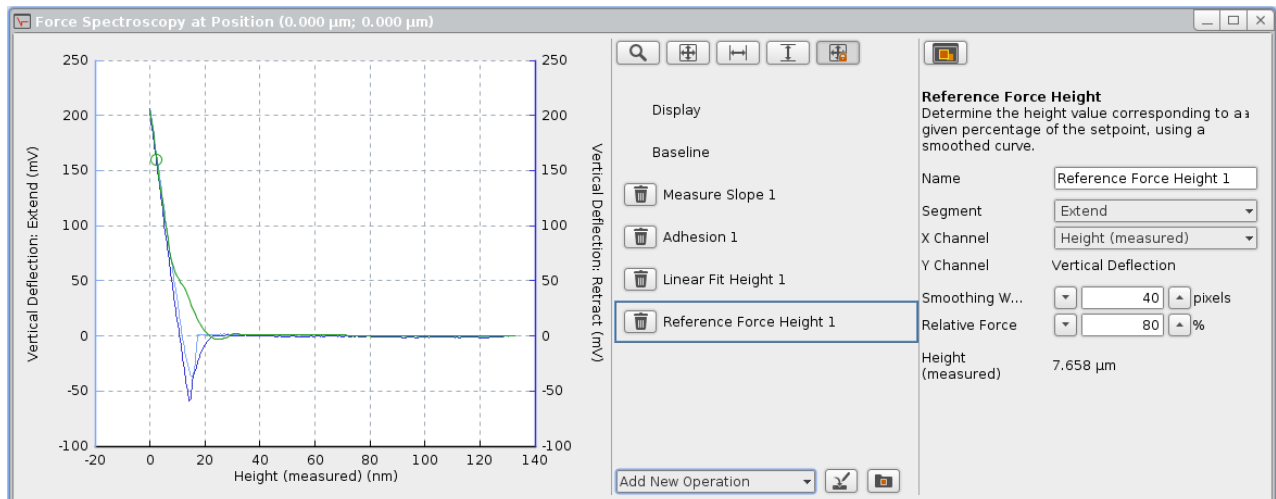 Force Spectroscopy at Position (0.000 µm; 0.000 µm)
250
200
150
100
50
0
-50
-100
Vertical Deflection: Extend (mV)
-20 0 20 40 60 80 100 120 140
Height (measured) (nm)
250
200
150
100
50
0
-50
-100
Vertical Deflection: Retract (mV)
Display
Baseline
Measure Slope 1
Adhesion 1
Linear Fit Height 1
Reference Force Height 1
Add New Operation
Reference Force Height
Determine the height value corresponding to a
given percentage of the setpoint, using a
smoothed curve.
Name Reference Force Height 1
Segment Extend
X Channel Height (measured)
Y Channel Vertical Deflection
Smoothing W... 40 pixels
Relative Force 80 %
Height
(measured) 7.658 µm